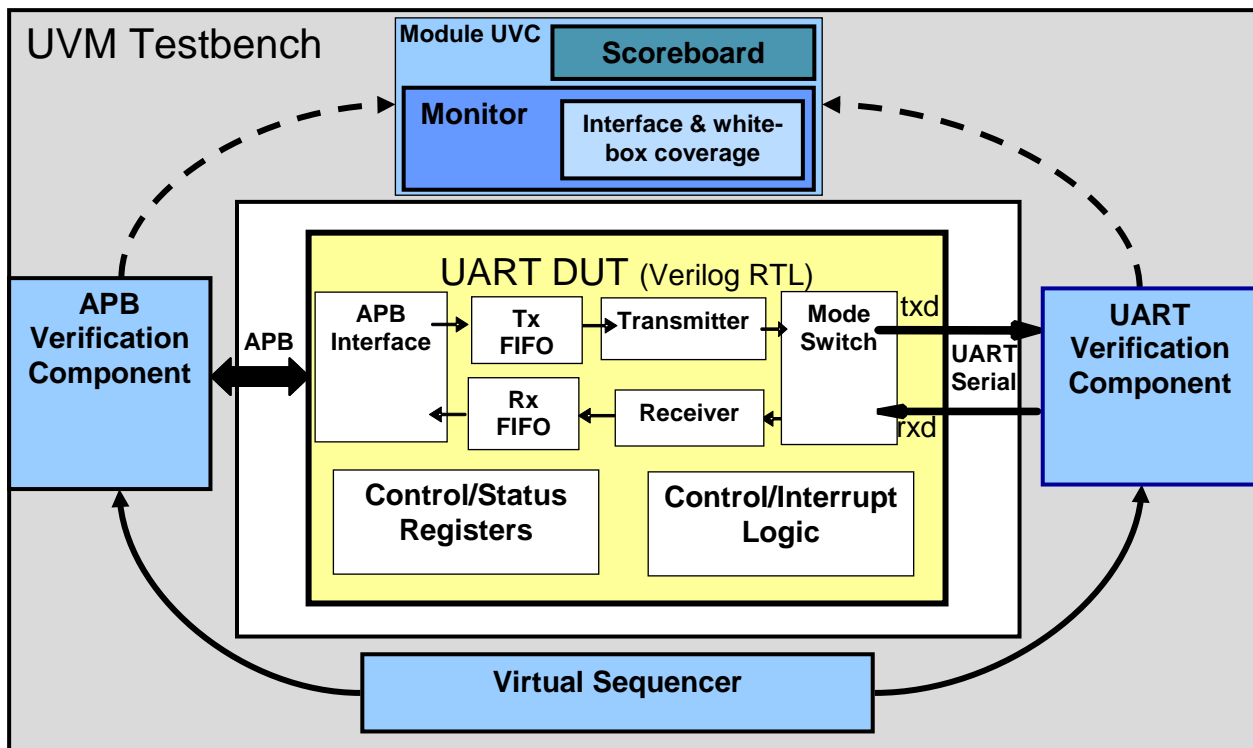 UVM Testbench
Module UVC
Scoreboard
Monitor
Interface & white-
box coverage
APB
Verification
Component
APB
UART DUT (Verilog RTL)
APB
Interface
Tx
FIFO
Transmitter
Mode
Switch
Rx
FIFO
Receiver
txd
rxd
UART
Serial
UART
Verification
Component
Control/Status
Registers
Control/Interrupt
Logic
Virtual Sequencer